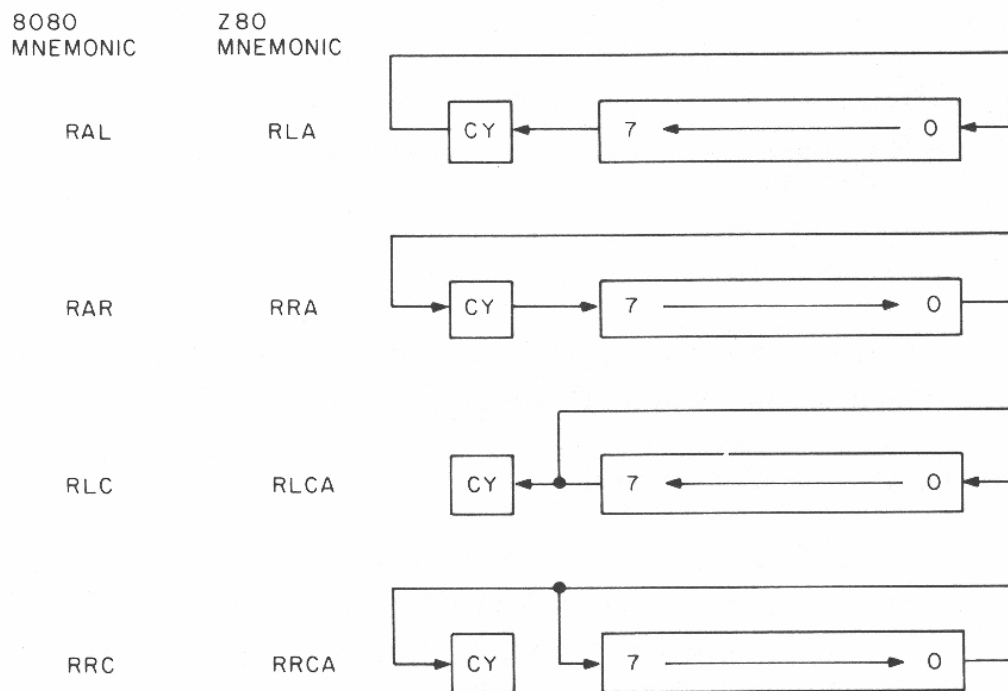 8080 Z80
MNEMONIC MNEMONIC
RAL RLA CY 7 0
RAR RRA CY 7 0
RLC RLCA CY 7 0
RRC RRCA CY 7 0